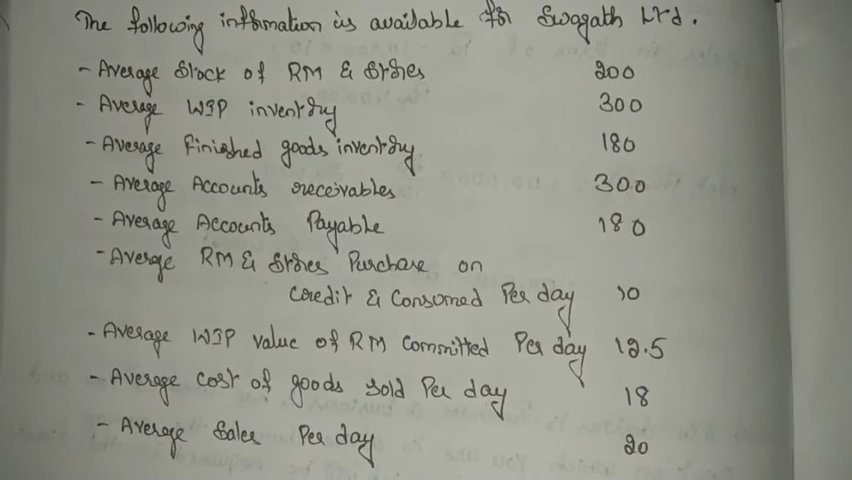 The following information is available for Swagath Ltd.
- Average Stock of RM & Stores 200
- Average WIP inventory 300
- Average Finished goods inventory 180
- Average Accounts receivables 300
- Average Accounts Payable 180
- Average RM & Stores Purchase on
credit & Consumed Per day 10
- Average WIP value of RM committed Per day 12.5
- Average cost of goods sold Per day 18
- Average Sales Per day 20